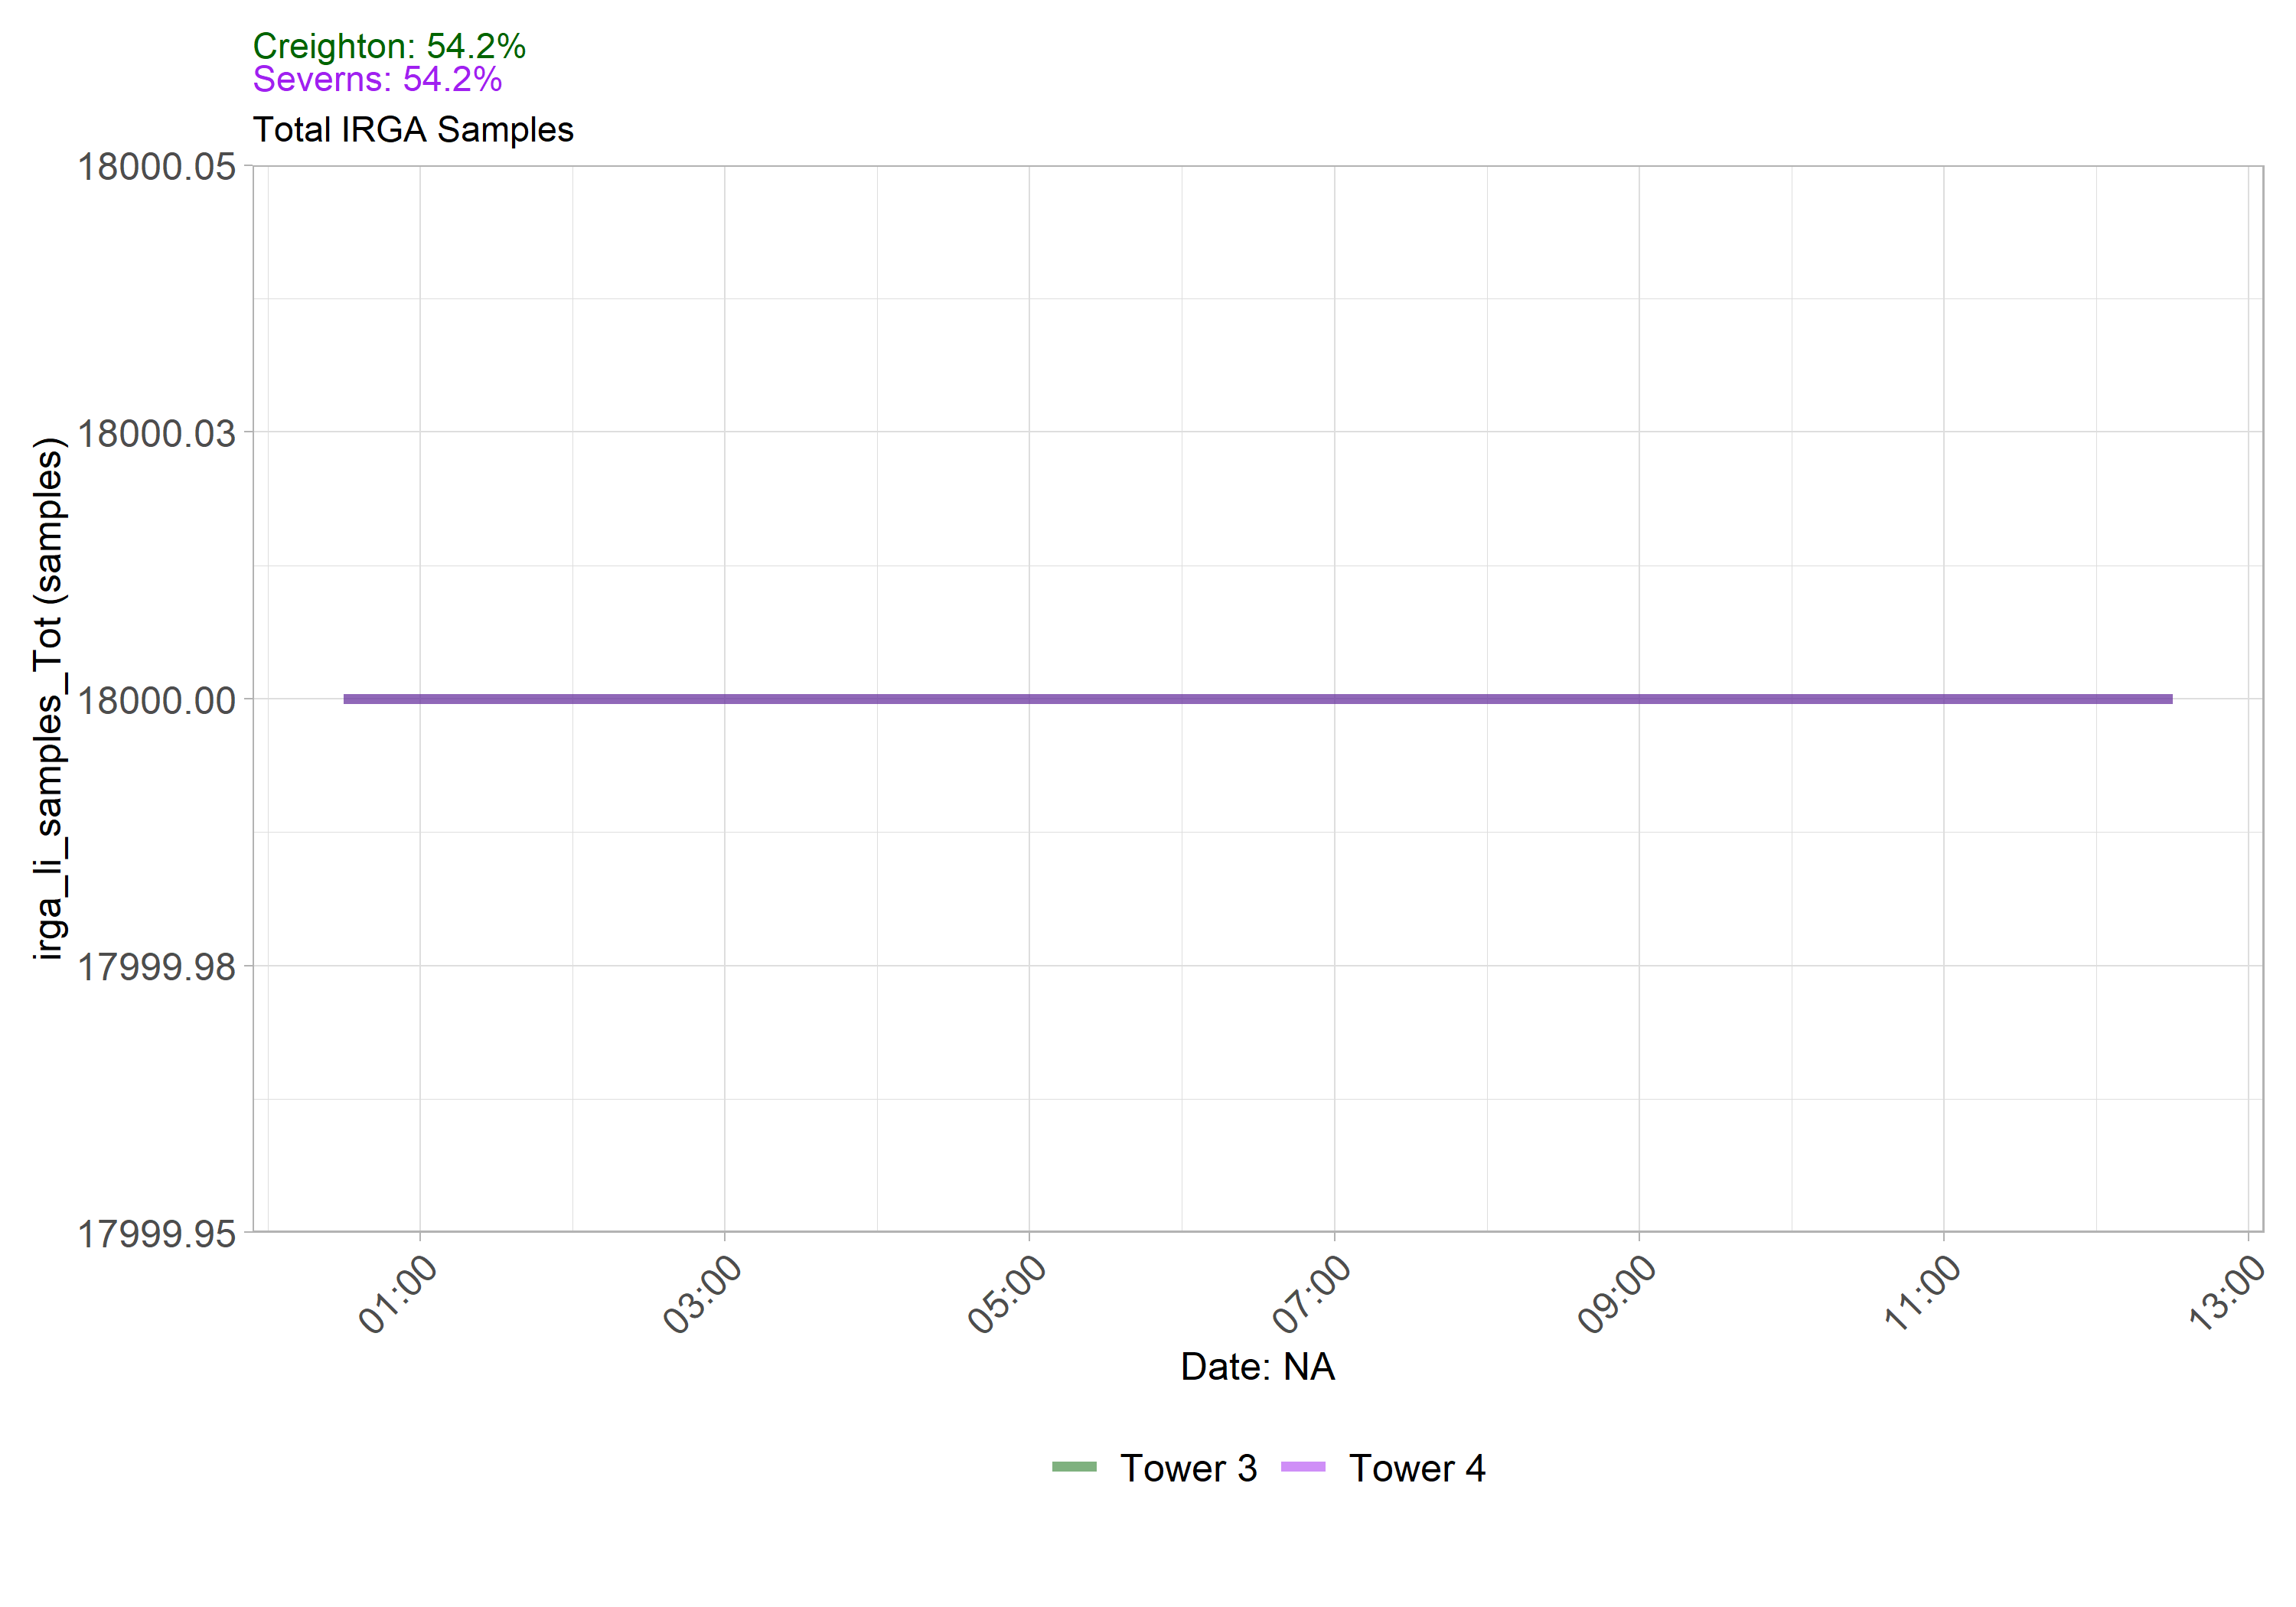 Creighton: 54.2%
Severns: 54.2%
Total IRGA Samples
18000.05
18000.03
18000.00
17999.98
17999.95
irga_li_samples_Tot (samples)
01:00
03:00
05:00
07:00
09:00
11:00
13:00
Date: NA
Tower 3
Tower 4